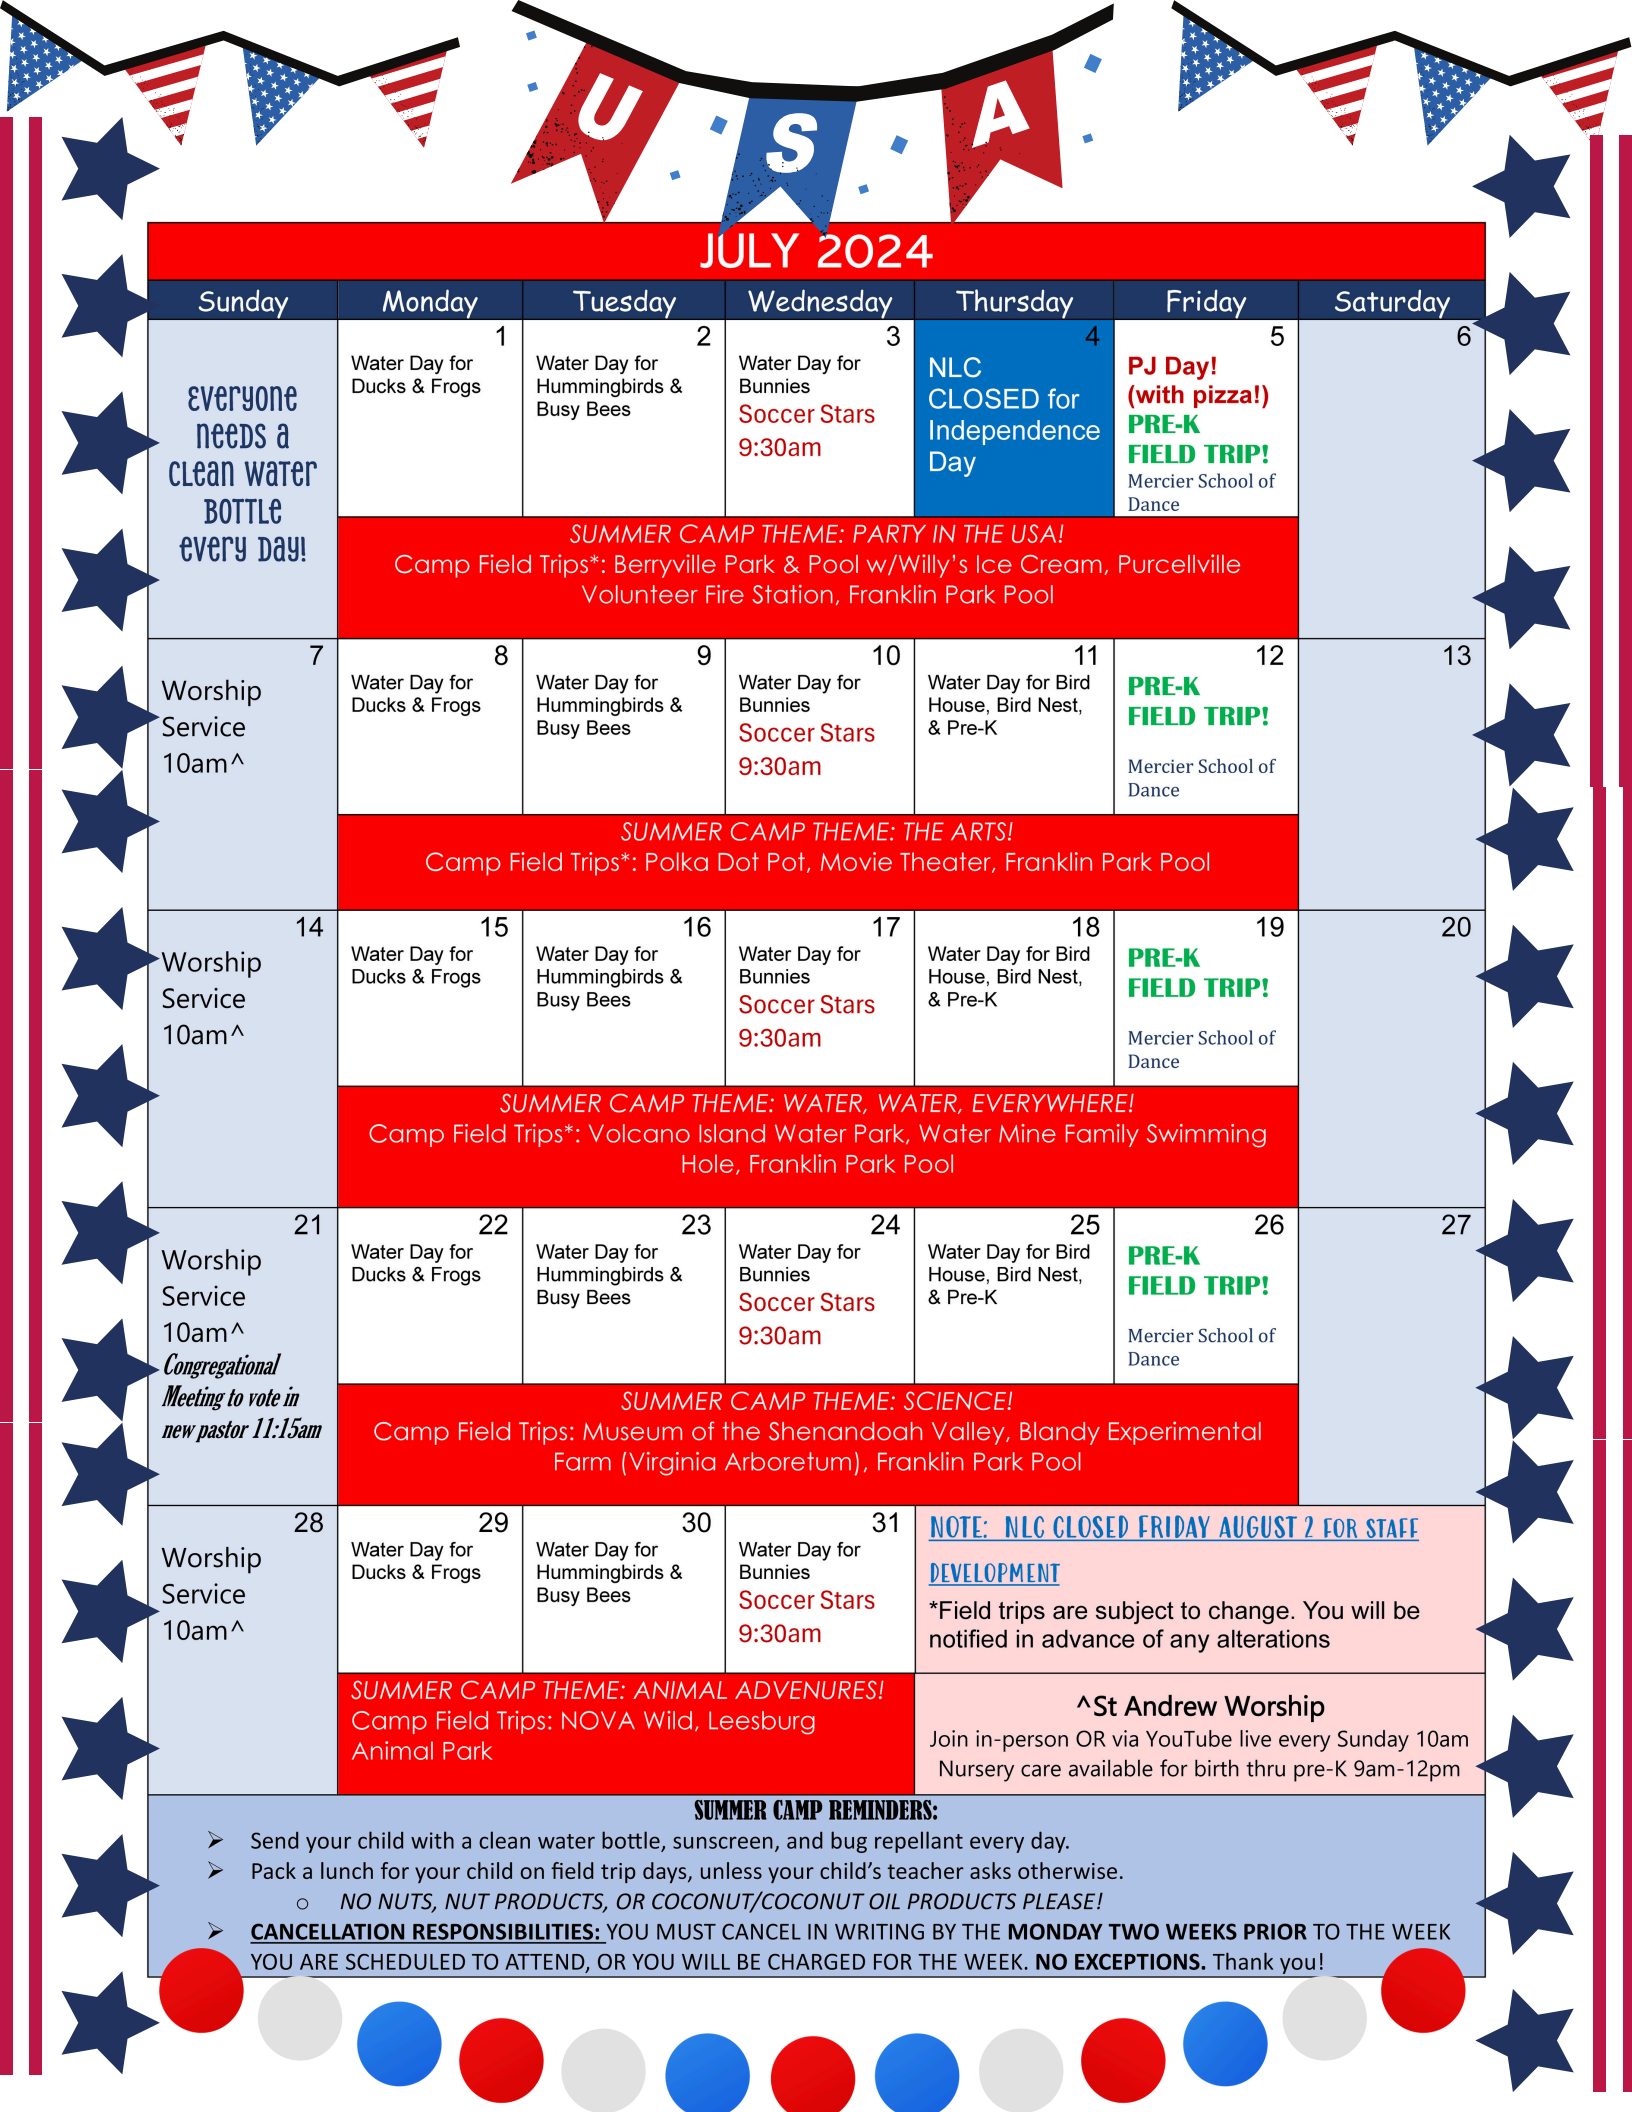 U S A
JULY 2024
Sunday Monday Tuesday Wednesday Thursday Friday Saturday
everyone
needs a
clean water
bottle
every day!
1
Water Day for
Ducks & Frogs
2
Water Day for
Hummingbirds &
Busy Bees
3
Water Day for
Bunnies
Soccer Stars
9:30am
4
NLC
CLOSED for
Independence
Day
5
PJ Day!
(with pizza!)
PRE-K
FIELD TRIP!
Mercier School of
Dance
6
SUMMER CAMP THEME: PARTY IN THE USA!
Camp Field Trips*: Berryville Park & Pool w/Willy's Ice Cream, Purcellville
Volunteer Fire Station, Franklin Park Pool
7
Worship
Service
10am^
8
Water Day for
Ducks & Frogs
9
Water Day for
Hummingbirds &
Busy Bees
10
Water Day for
Bunnies
Soccer Stars
9:30am
11
Water Day for Bird
House, Bird Nest,
& Pre-K
12
PRE-K
FIELD TRIP!
Mercier School of
Dance
13
SUMMER CAMP THEME: THE ARTS!
Camp Field Trips*: Polka Dot Pot, Movie Theater, Franklin Park Pool
14
Worship
Service
10am^
15
Water Day for
Ducks & Frogs
16
Water Day for
Hummingbirds &
Busy Bees
17
Water Day for
Bunnies
Soccer Stars
9:30am
18
Water Day for Bird
House, Bird Nest,
& Pre-K
19
PRE-K
FIELD TRIP!
Mercier School of
Dance
20
SUMMER CAMP THEME: WATER, WATER, EVERYWHERE!
Camp Field Trips*: Volcano Island Water Park, Water Mine Family Swimming
Hole, Franklin Park Pool
21
Worship
Service
10am^
Congregational
Meeting to vote in
new pastor 11:15am
22
Water Day for
Ducks & Frogs
23
Water Day for
Hummingbirds &
Busy Bees
24
Water Day for
Bunnies
Soccer Stars
9:30am
25
Water Day for Bird
House, Bird Nest,
& Pre-K
26
PRE-K
FIELD TRIP!
Mercier School of
Dance
27
SUMMER CAMP THEME: SCIENCE!
Camp Field Trips: Museum of the Shenandoah Valley, Blandy Experimental
Farm (Virginia Arboretum), Franklin Park Pool
28
Worship
Service
10am^
29
Water Day for
Ducks & Frogs
30
Water Day for
Hummingbirds &
Busy Bees
31
Water Day for
Bunnies
Soccer Stars
9:30am
NOTE: NLC CLOSED FRIDAY AUGUST 2 FOR STAFF
DEVELOPMENT
*Field trips are subject to change. You will be
notified in advance of any alterations
SUMMER CAMP THEME: ANIMAL ADVENURES!
Camp Field Trips: NOVA Wild, Leesburg
Animal Park
^St Andrew Worship
Join in-person OR via YouTube live every Sunday 10am
Nursery care available for birth thru pre-K 9am-12pm
SUMMER CAMP REMINDERS:
➢ Send your child with a clean water bottle, sunscreen, and bug repellant every day.
➢ Pack a lunch for your child on field trip days, unless your child's teacher asks otherwise.
o NO NUTS, NUT PRODUCTS, OR COCONUT/COCONUT OIL PRODUCTS PLEASE!
➢ CANCELLATION RESPONSIBILITIES: YOU MUST CANCEL IN WRITING BY THE MONDAY TWO WEEKS PRIOR TO THE WEEK
YOU ARE SCHEDULED TO ATTEND, OR YOU WILL BE CHARGED FOR THE WEEK. NO EXCEPTIONS. Thank you!